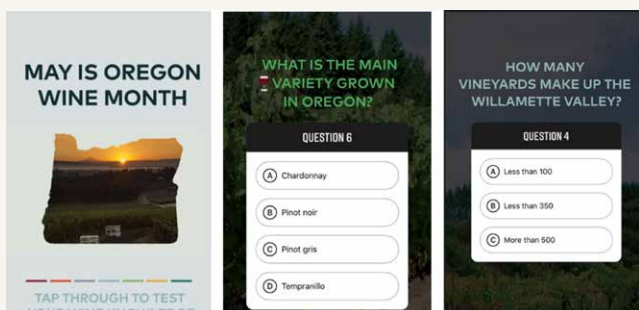 MAY IS OREGON
WINE MONTH
TAP THROUGH TO TEST
WHAT IS THE MAIN
🍷 VARIETY GROWN
IN OREGON?
QUESTION 6
A Chardonnay
B Pinot noir
C Pinot gris
D Tempranillo
HOW MANY
VINEYARDS MAKE UP THE
WILLAMETTE VALLEY?
QUESTION 4
A Less than 100
B Less than 350
C More than 500